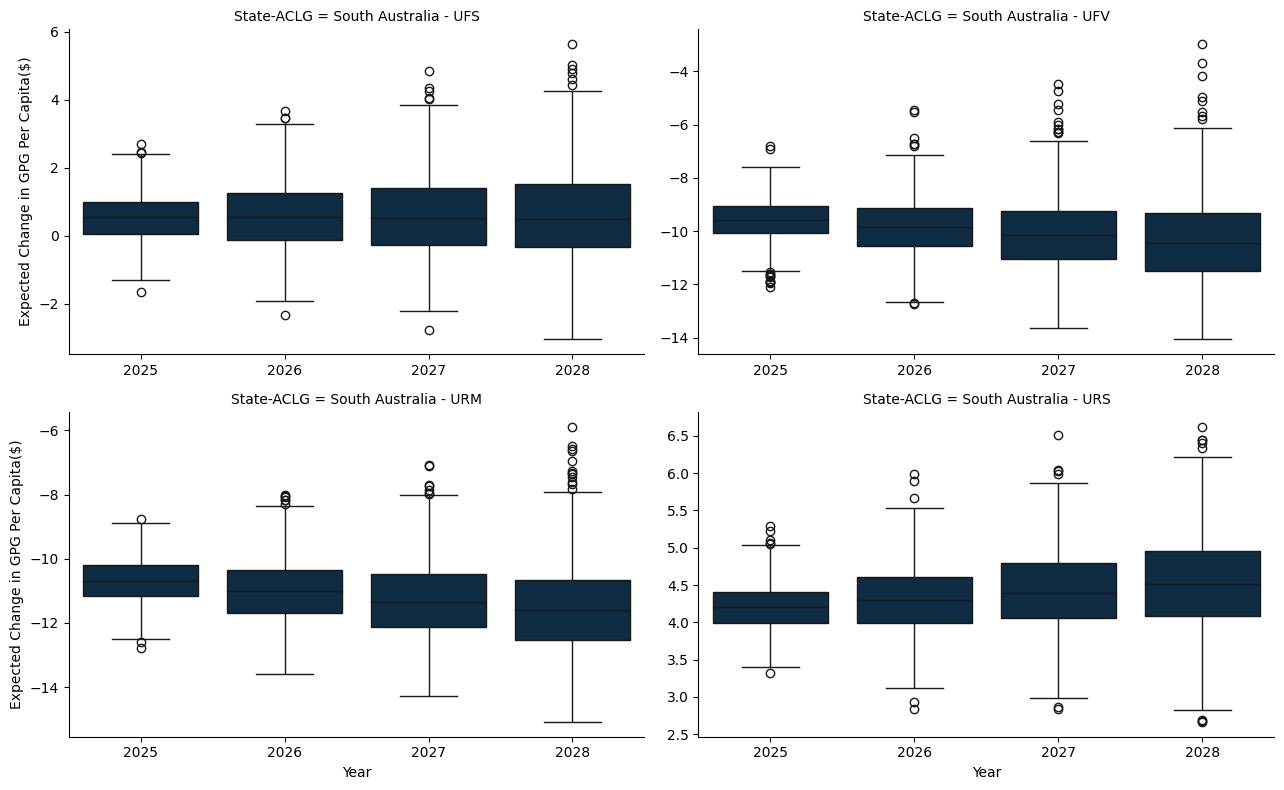 State-ACLG = South Australia - UFS
Expected Change in GPG Per Capita($)
6
4
2
0
−2
2025 2026 2027 2028
State-ACLG = South Australia - UFV
−4
−6
−8
−10
−12
−14
2025 2026 2027 2028
State-ACLG = South Australia - URM
Expected Change in GPG Per Capita($)
−6
−8
−10
−12
−14
2025 2026 2027 2028
Year
State-ACLG = South Australia - URS
6.5
6.0
5.5
5.0
4.5
4.0
3.5
3.0
2.5
2025 2026 2027 2028
Year